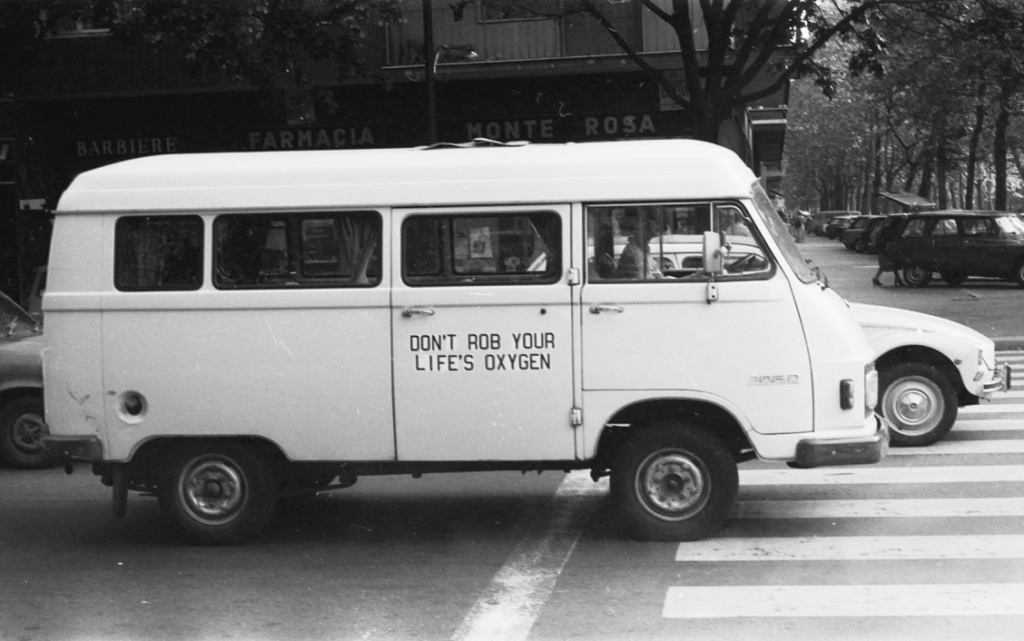 BARBIERE
FARMACIA
MONTE ROSA
DON'T ROB YOUR
LIFE'S OXYGEN